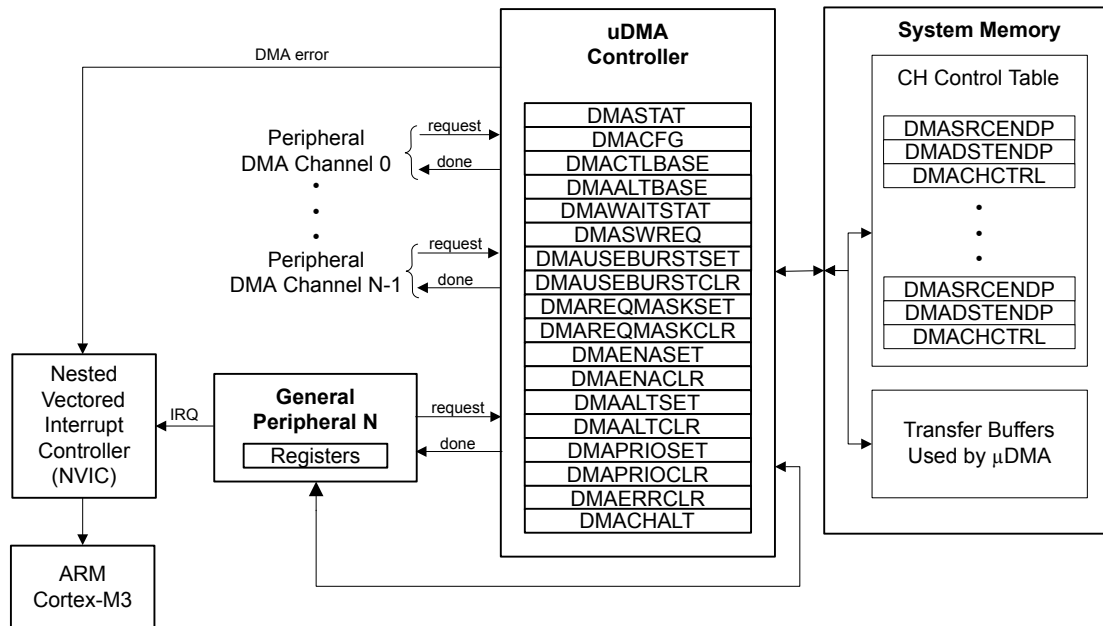 uDMA
Controller
System Memory
DMA error
CH Control Table
DMASTAT
DMACFG
DMACTLBASE
DMAALTBASE
DMAWAITSTAT
DMASWREQ
DMAUSEBURSTSET
DMAUSEBURSTCLR
DMAREQMASKSET
DMAREQMASKCLR
DMAENASET
DMAENACLR
DMAALTSET
DMAALTCLR
DMAPRIOSET
DMAPRIOCLR
DMAERRCLR
DMACHALT
Peripheral
DMA Channel 0
request
done
•
•
•
Peripheral
DMA Channel N-1
request
done
DMASRCENDP
DMADSTENDP
DMACHCTRL
•
•
•
DMASRCENDP
DMADSTENDP
DMACHCTRL
Nested
Vectored
Interrupt
Controller
(NVIC)
IRQ
General
Peripheral N
Registers
request
done
Transfer Buffers
Used by μDMA
ARM
Cortex-M3